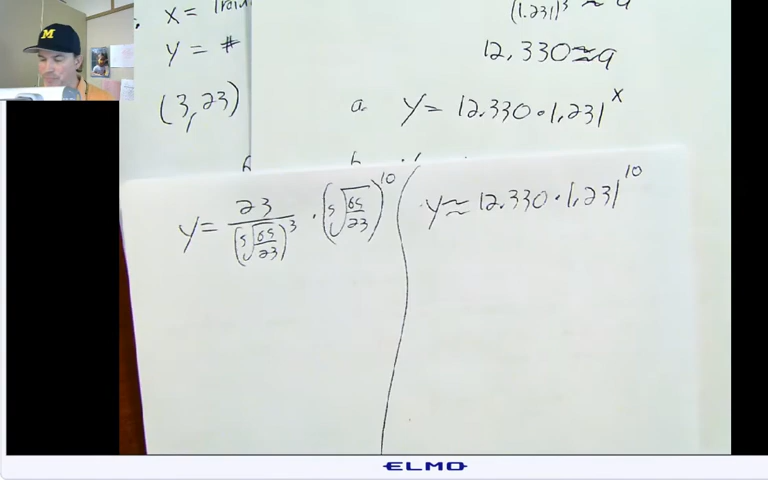 x =
y = #
(3,23)
(1.231)³ ≈ a
12.330≈a
a. y= 12.330·1.231^x
y= 23/(⁵√(65/23))³ · (⁵√(65/23))^10
y≈ 12.330·1.231^10
M
ELMO